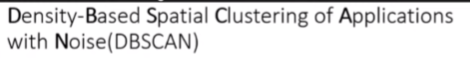 Density-Based Spatial Clustering of Applications
with Noise(DBSCAN)